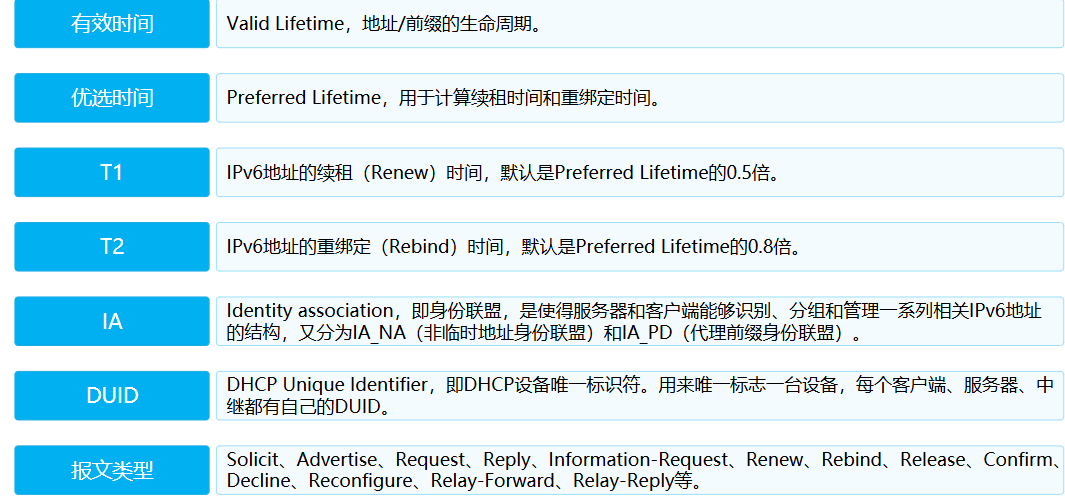 有效时间
Valid Lifetime，地址/前缀的生命周期。
优选时间
Preferred Lifetime，用于计算续租时间和重绑定时间。
T1
IPv6地址的续租（Renew）时间，默认是Preferred Lifetime的0.5倍。
T2
IPv6地址的重绑定（Rebind）时间，默认是Preferred Lifetime的0.8倍。
IA
Identity association，即身份联盟，是使得服务器和客户端能够识别、分组和管理一系列相关IPv6地址
的结构，又分为IA_NA（非临时地址身份联盟）和IA_PD（代理前缀身份联盟）。
DUID
DHCP Unique Identifier，即DHCP设备唯一标识符。用来唯一标志一台设备，每个客户端、服务器、中
继都有自己的DUID。
报文类型
Solicit、Advertise、Request、Reply、Information-Request、Renew、Rebind、Release、Confirm、
Decline、Reconfigure、Relay-Forward、Relay-Reply等。